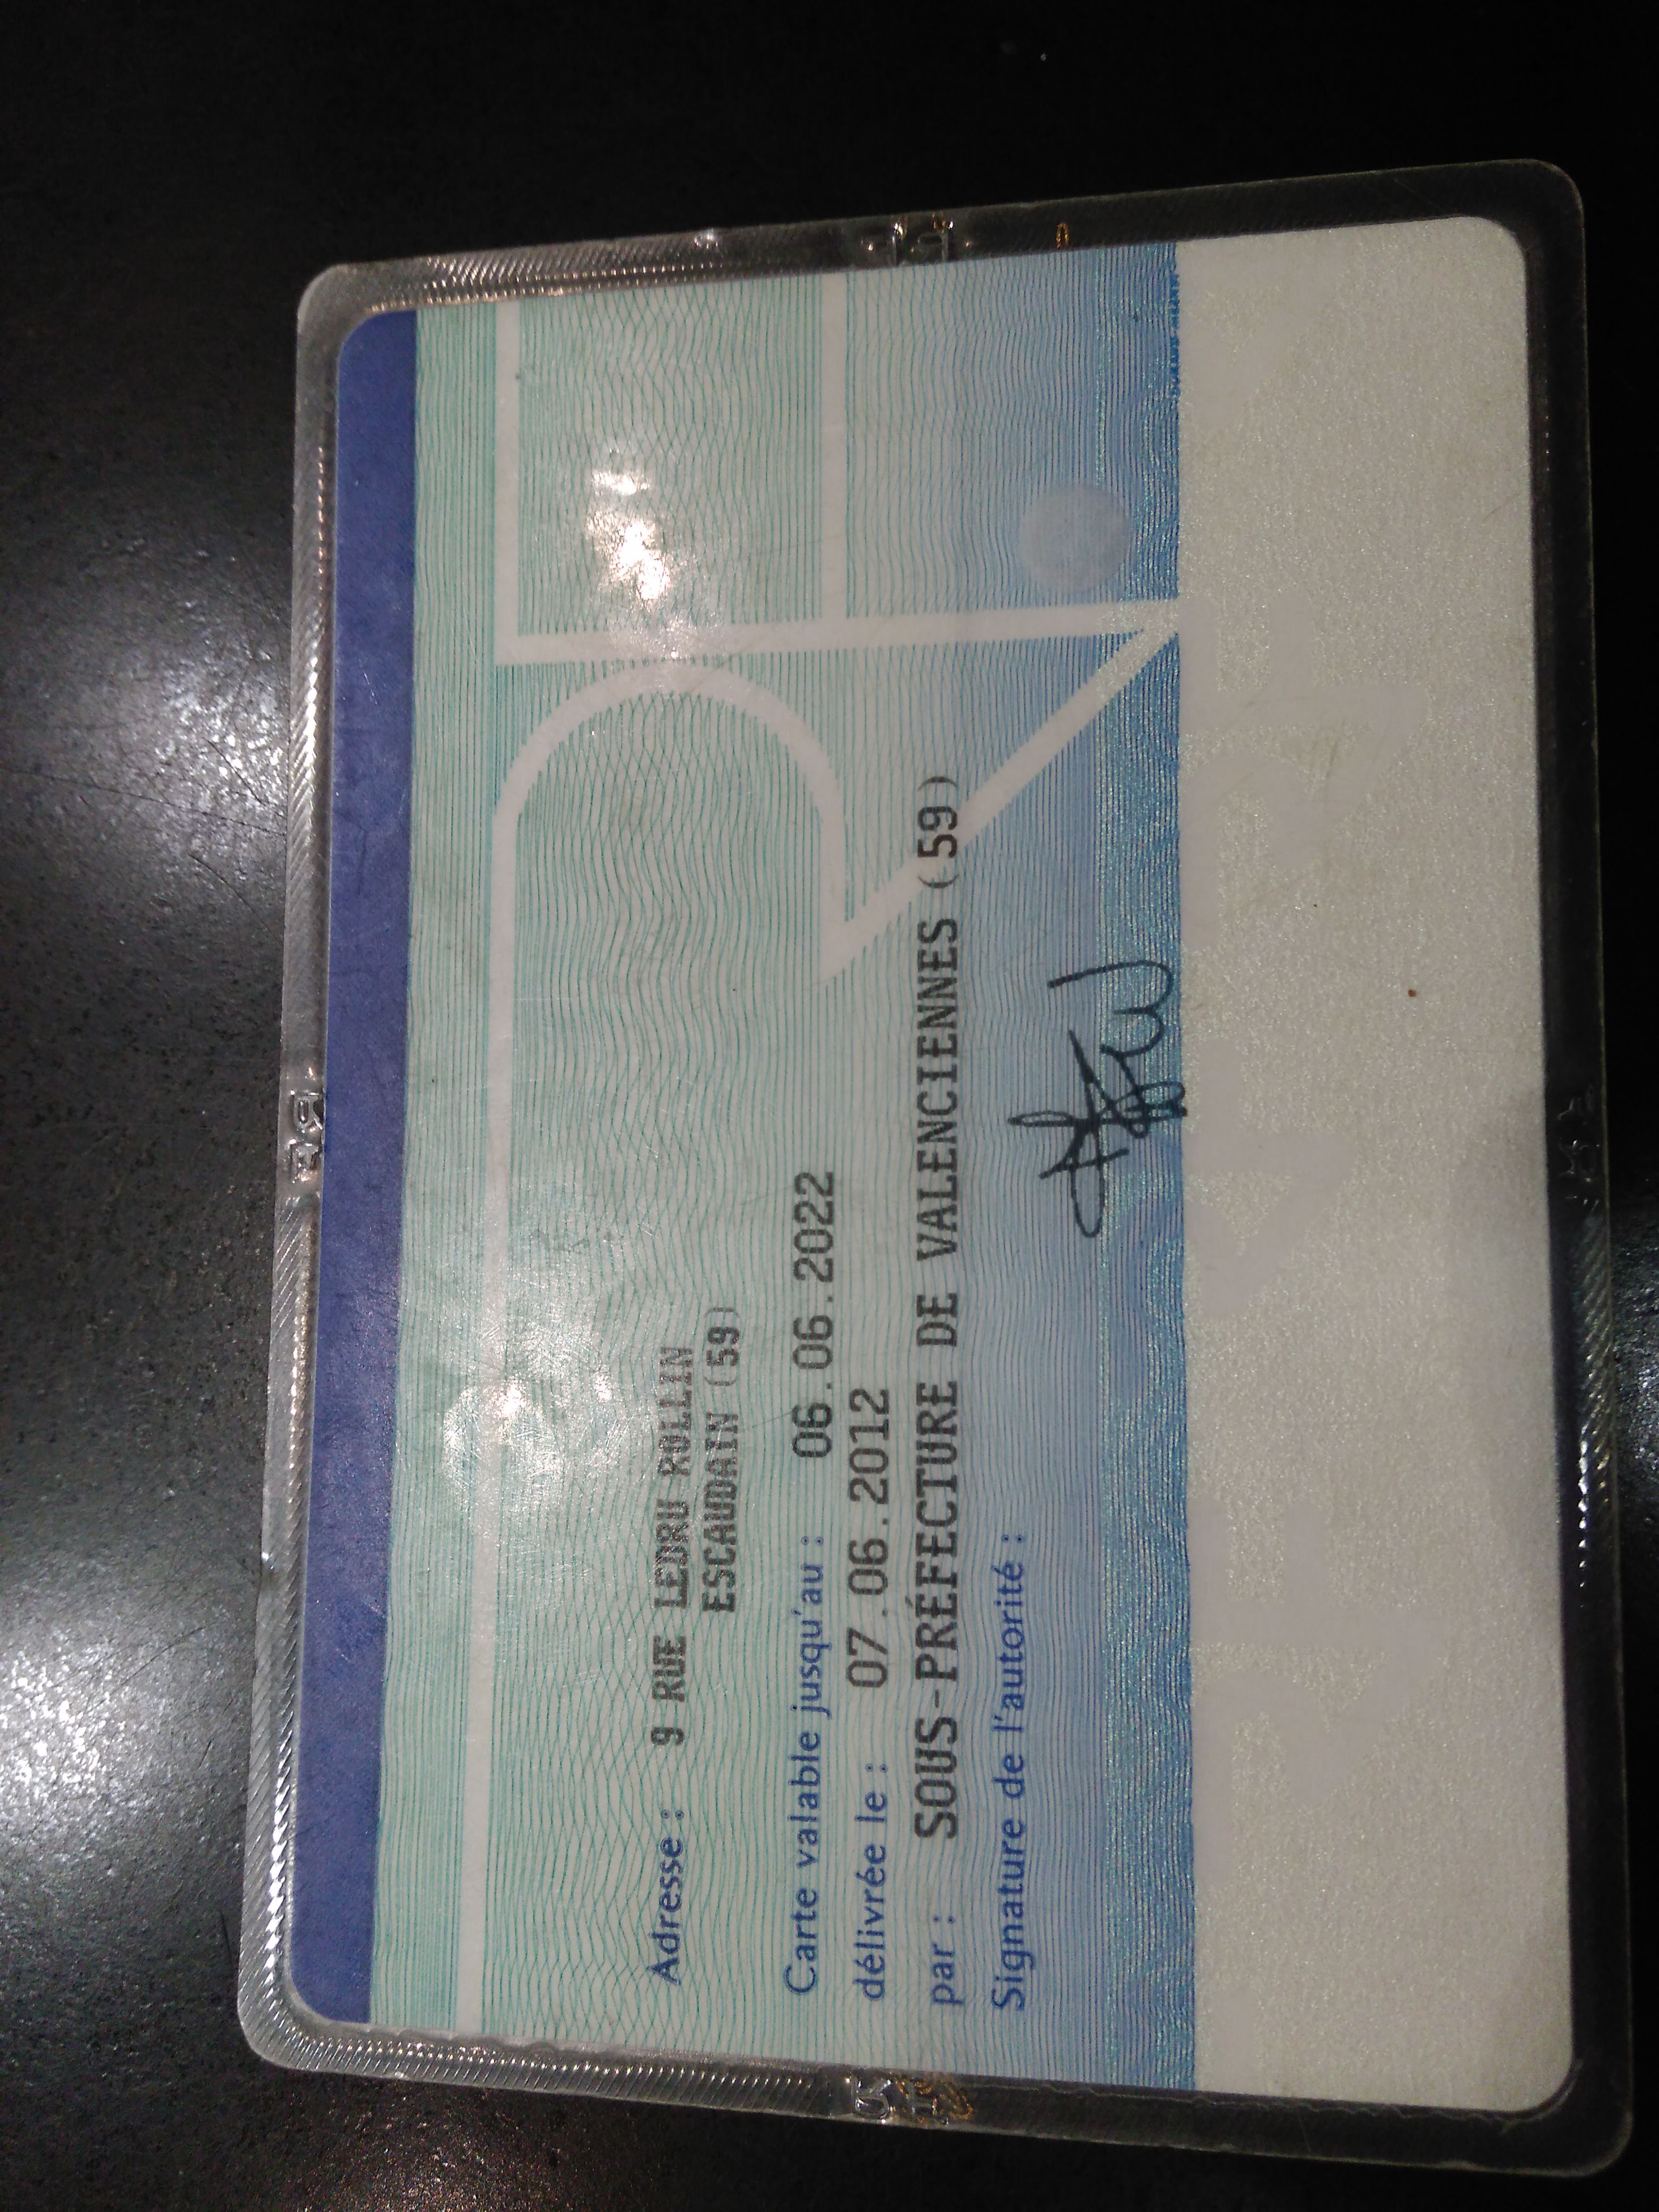 Adresse : 9 RUE LEDRU ROLLIN
ESCAUDAIN (59)
Carte valable jusqu'au : 06.06.2022
délivrée le : 07.06.2012
par : SOUS-PRÉFECTURE DE VALENCIENNES (59)
Signature de l'autorité :
RF